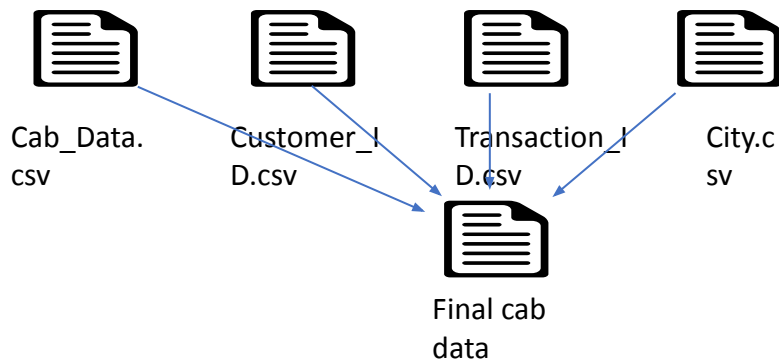 Cab_Data.
csv
Customer_I
D.csv
Transaction_I
D.csv
City.c
sv
Final cab
data